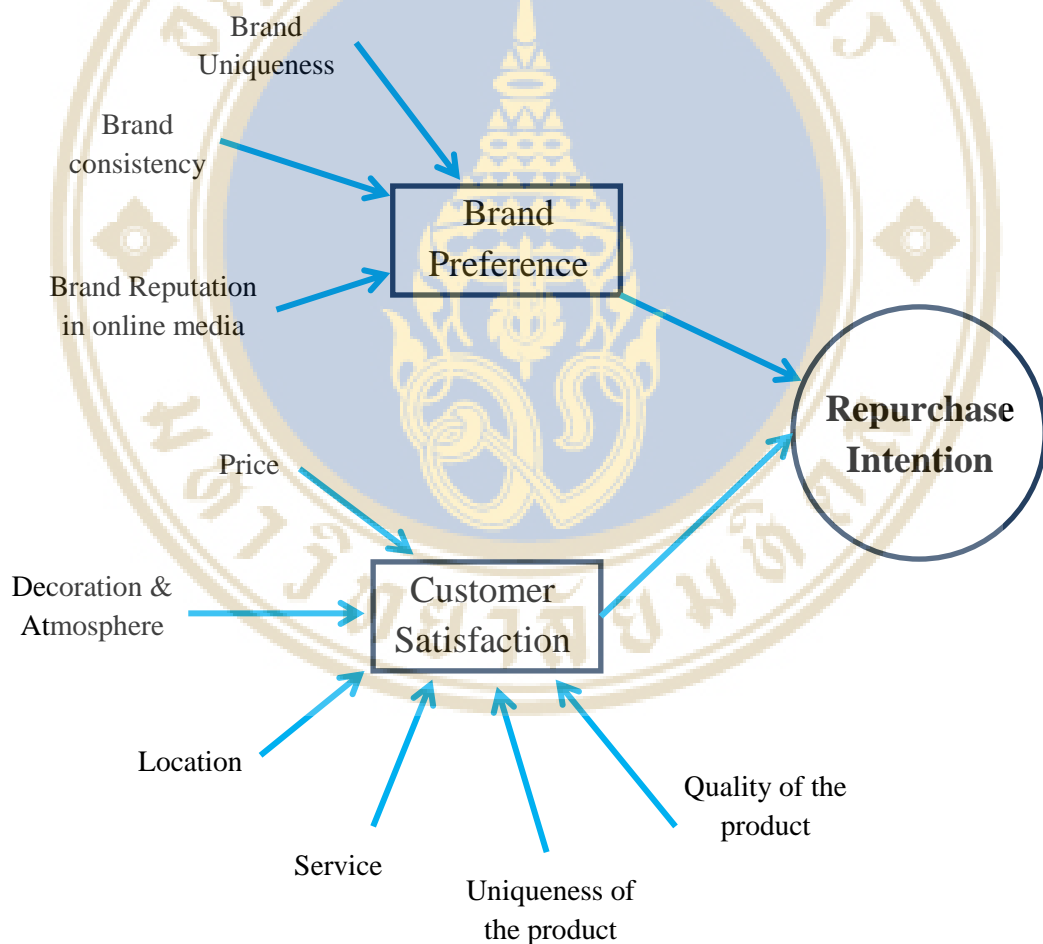 Brand
Uniqueness
Brand
consistency
Brand
Preference
Brand Reputation
in online media
Repurchase
Intention
Price
Customer
Satisfaction
Decoration &
Atmosphere
Location
Quality of the
product
Service
Uniqueness of
the product